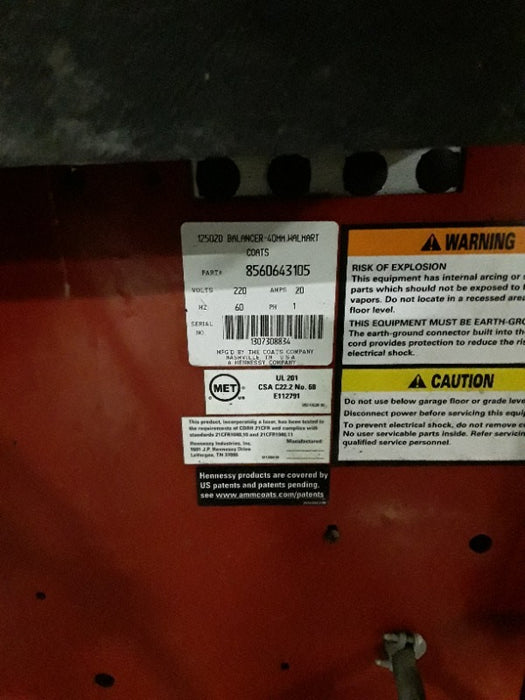 125020 BALANCER-40MM.WALMART
COATS
PART# 8560643105
VOLTS 220 AMPS 20
HZ 60 PH 1
SERIAL NO. 1307308834
MFG'D BY THE COATS COMPANY
NASHVILLE, TN USA
A HENNESSY COMPANY
MET
UL 201
CSA C22.2 No. 68
E112791
This product, incorporating a laser, has been tested to
the requirements of CDRH 21CFR and complies with
standards 21CFR1040.10 and 21CFR1040.11
Manufactured:
Hennessy Industries, Inc.
1601 J.P. Hennessy Drive
LaVergne, TN 37086
Hennessy products are covered by
US patents and patents pending,
see www.ammcoats.com/patents
WARNING
RISK OF EXPLOSION
This equipment has internal arcing or
parts which should not be exposed to
vapors. Do not locate in a recessed area
floor level.
THIS EQUIPMENT MUST BE EARTH-GR
The earth-ground connector built into th
cord provides protection to reduce the ris
electrical shock.
CAUTION
Do not use below garage floor or grade leve
Disconnect power before servicing this equi
To prevent electrical shock, do not remove
No user servicable parts inside. Refer servicin
qualified service personnel.